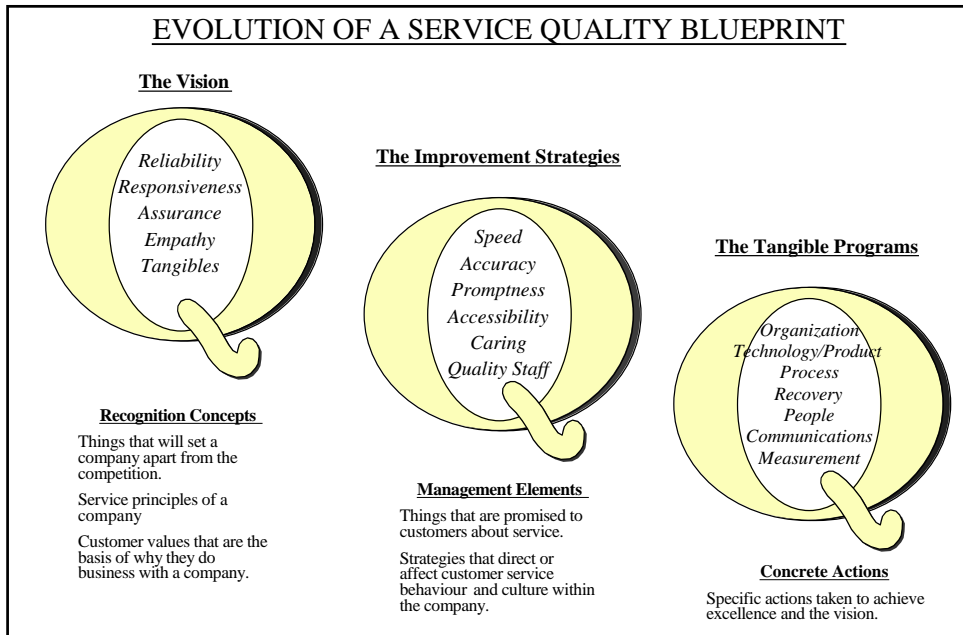 EVOLUTION OF A SERVICE QUALITY BLUEPRINT
The Vision
Reliability
Responsiveness
Assurance
Empathy
Tangibles
Recognition Concepts
Things that will set a
company apart from the
competition.
Service principles of a
company
Customer values that are the
basis of why they do
business with a company.
The Improvement Strategies
Speed
Accuracy
Promptness
Accessibility
Caring
Quality Staff
Management Elements
Things that are promised to
customers about service.
Strategies that direct or
affect customer service
behaviour and culture within
the company.
The Tangible Programs
Organization
Technology/Product
Process
Recovery
People
Communications
Measurement
Concrete Actions
Specific actions taken to achieve
excellence and the vision.